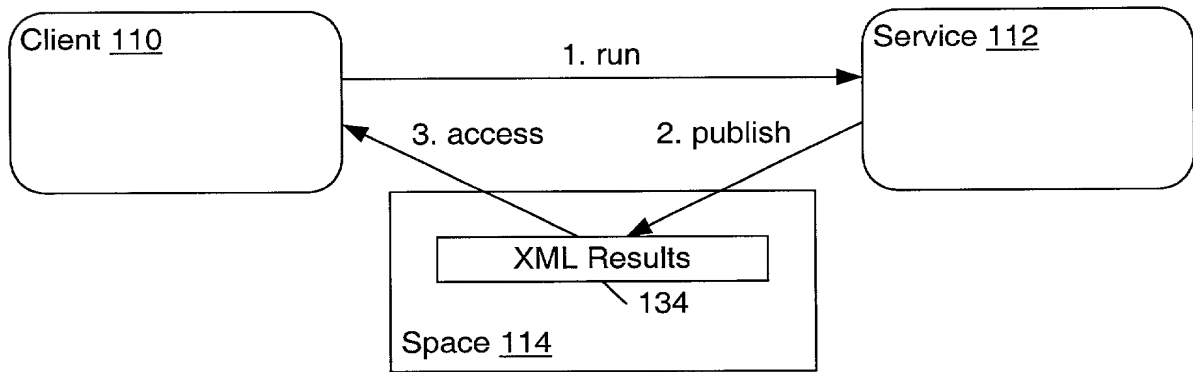 Client 110
Service 112
1. run
3. access
2. publish
XML Results
134
Space 114